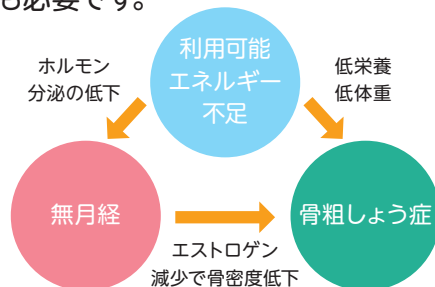 も必要です。
利用可能
エネルギー
不足
ホルモン
分泌の低下
低栄養
低体重
無月経
骨粗しょう症
エストロゲン
減少で骨密度低下